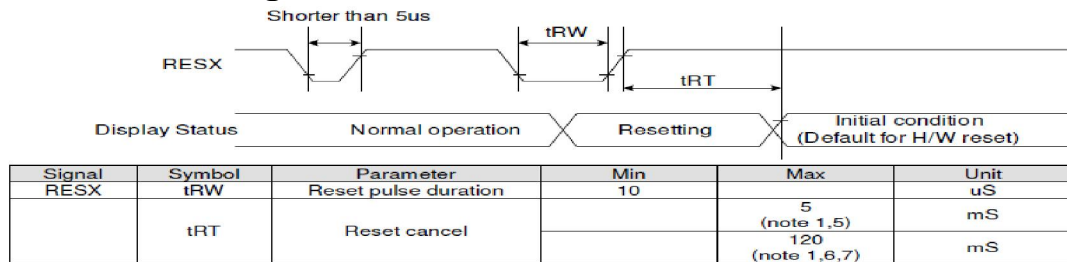 Shorter than 5us
tRW
RESX
tRT
Display Status
Normal operation
Resetting
Initial condition
(Default for H/W reset)
Signal Symbol Parameter Min Max Unit
RESX tRW Reset pulse duration 10 uS
tRT Reset cancel 5
(note 1,5) mS
120
(note 1,6,7) mS